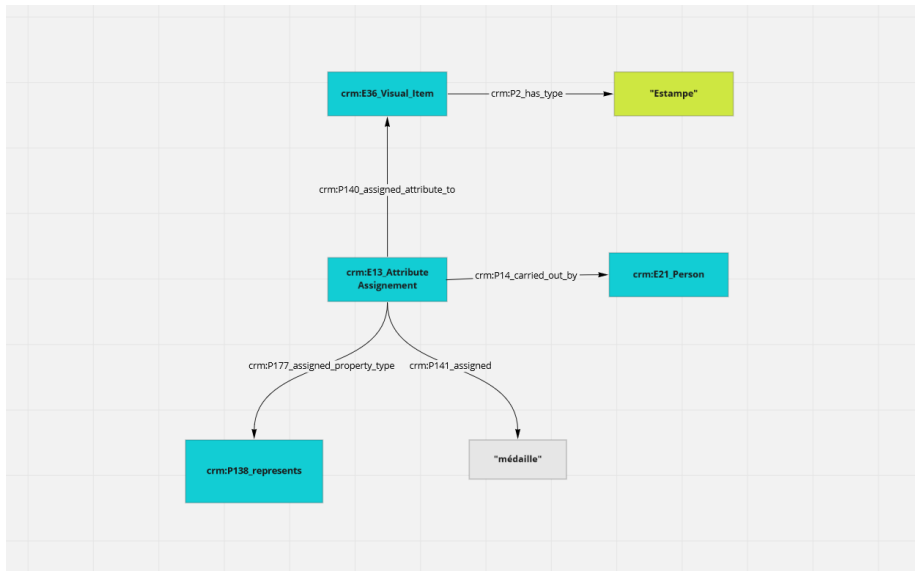 crm:E36_Visual_Item
crm:P2_has_type
"Estampe"
crm:P140_assigned_attribute_to
crm:E13_Attribute
Assignement
crm:P14_carried_out_by
crm:E21_Person
crm:P177_assigned_property_type
crm:P141_assigned
crm:P138_represents
"médaille"